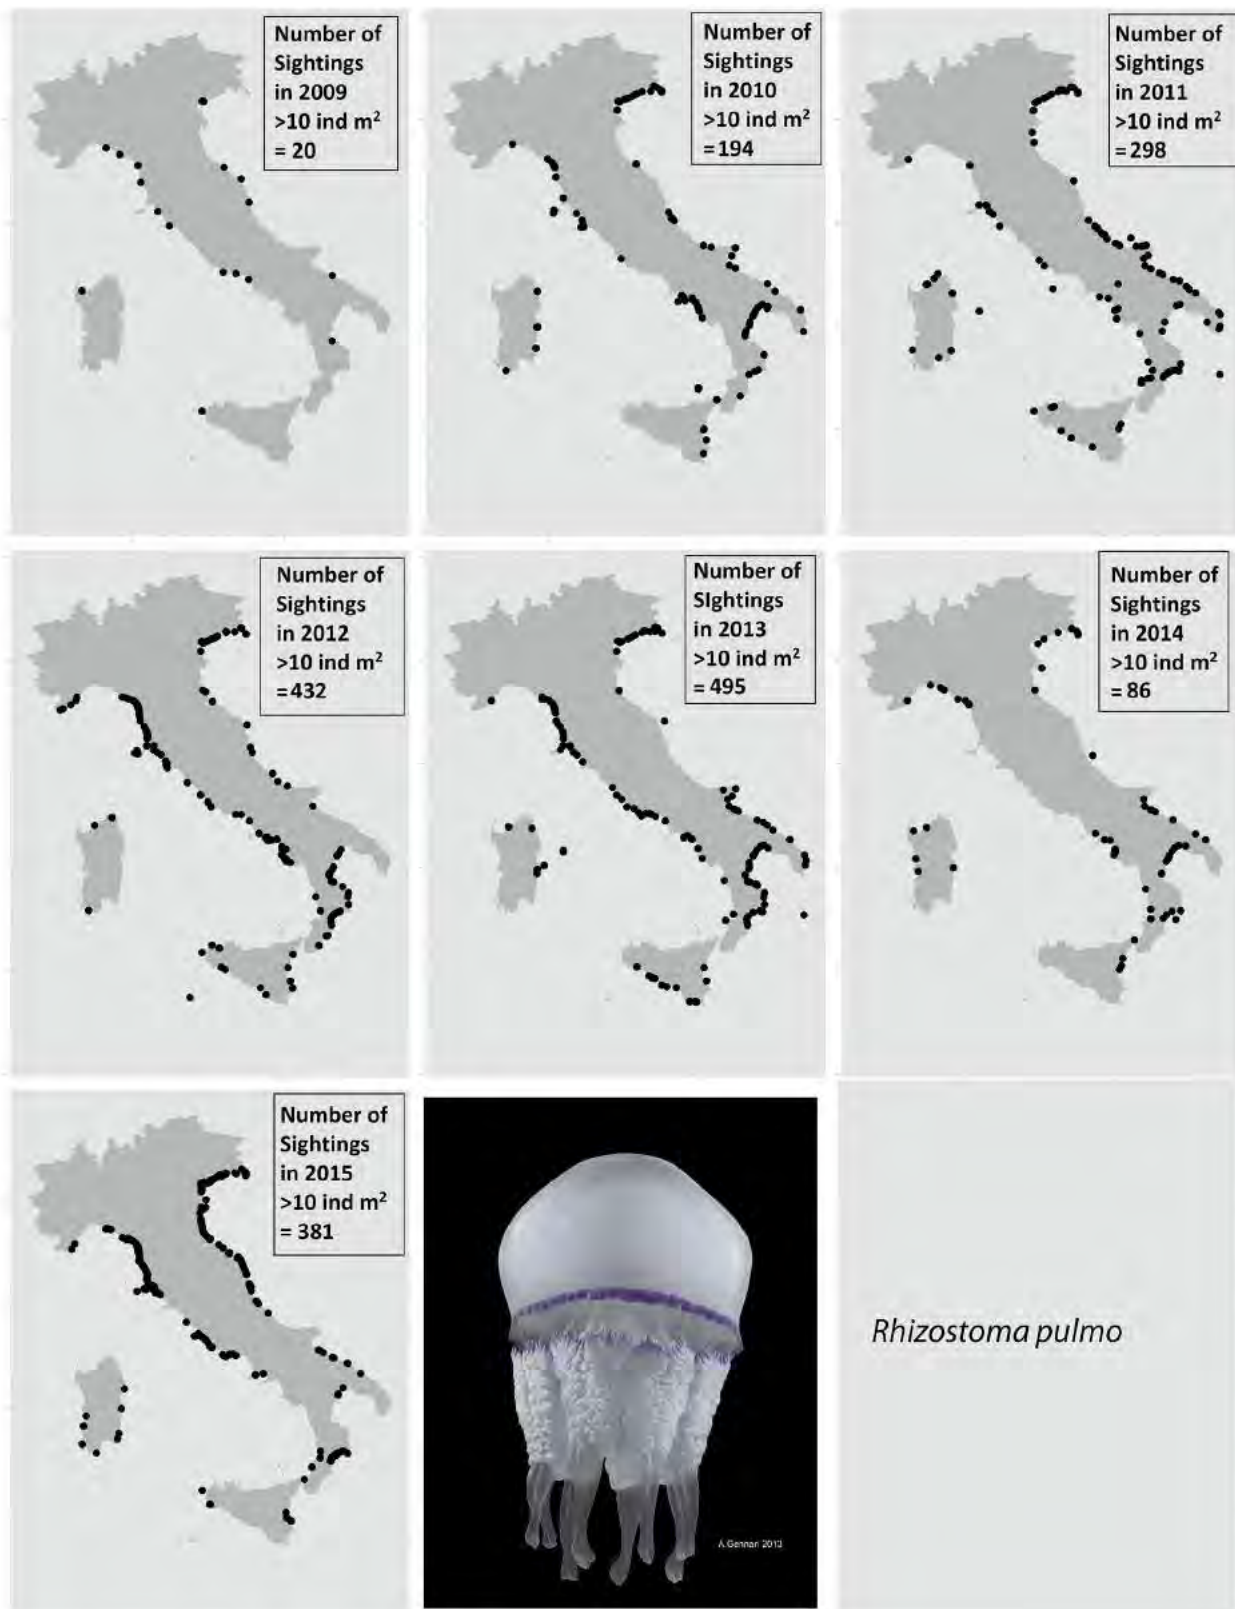 Number of
Sightings
in 2009
>10 ind m²
= 20
Number of
Sightings
in 2010
>10 ind m²
=194
Number of
Sightings
in 2011
>10 ind m²
=298
Number of
Sightings
in 2012
>10 ind m²
=432
Number of
SIghtings
in 2013
>10 ind m²
=495
Number of
Sightings
in 2014
>10 ind m²
= 86
Number of
Sightings
in 2015
>10 ind m²
= 381
A.Gennari 2013
Rhizostoma pulmo